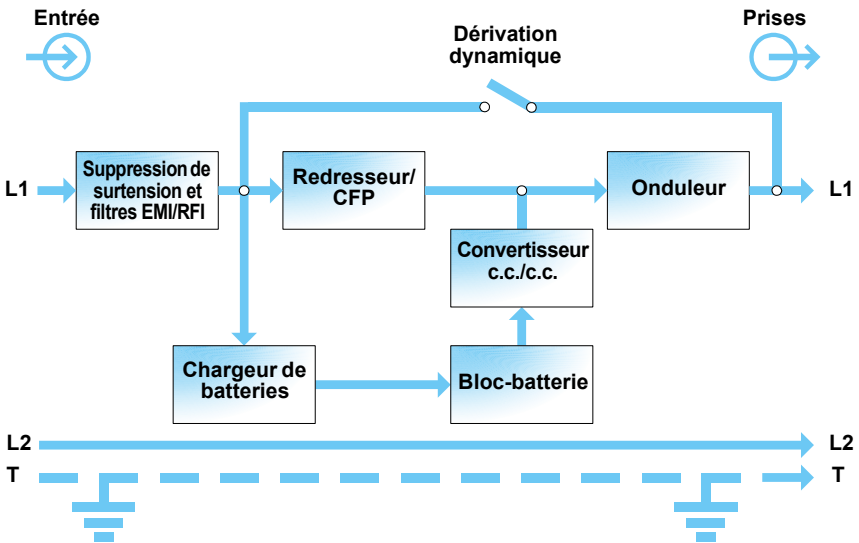 Entrée
Prises
Dérivation
dynamique
L1
Suppression de
surtension et
filtres EMI/RFI
Redresseur/
CFP
Onduleur
L1
Convertisseur
c.c./c.c.
Chargeur de
batteries
Bloc-batterie
L2
L2
T
T